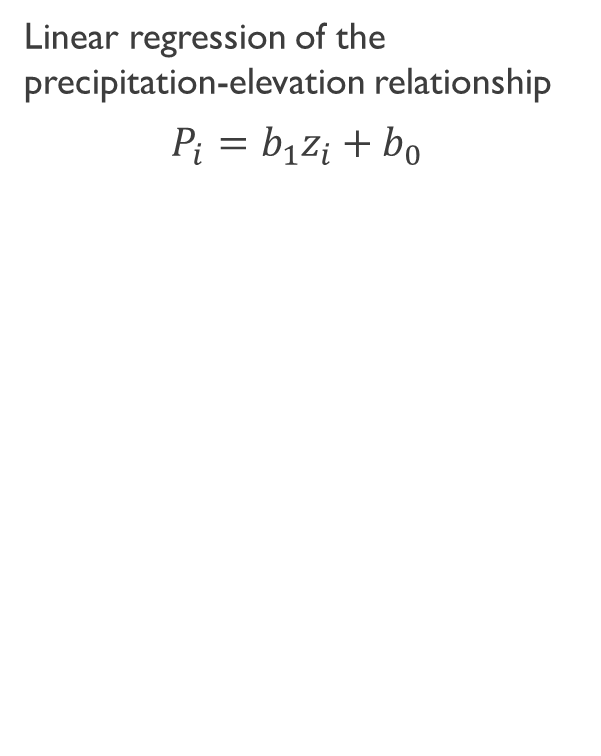 Linear regression of the
precipitation-elevation relationship
𝑃ᵢ = 𝑏₁𝑧ᵢ + 𝑏₀